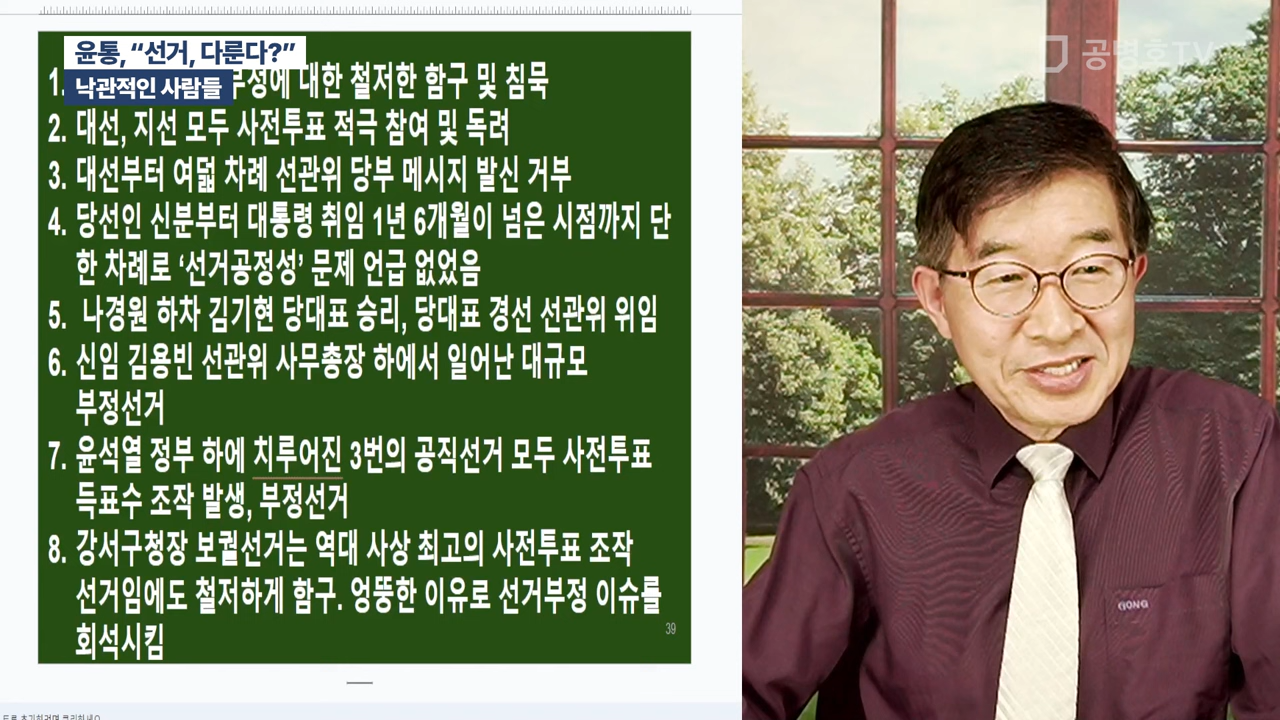 윤통, “선거, 다룬다?”
낙관적인 사람들
공병호TV
1. 부정에 대한 철저한 함구 및 침묵
2. 대선, 지선 모두 사전투표 적극 참여 및 독려
3. 대선부터 여덟 차례 선관위 당부 메시지 발신 거부
4. 당선인 신분부터 대통령 취임 1년 6개월이 넘은 시점까지 단
한 차례로 ‘선거공정성’ 문제 언급 없었음
5. 나경원 하차 김기현 당대표 승리, 당대표 경선 선관위 위임
6. 신임 김용빈 선관위 사무총장 하에서 일어난 대규모
부정선거
7. 윤석열 정부 하에 치루어진 3번의 공직선거 모두 사전투표
득표수 조작 발생, 부정선거
8. 강서구청장 보궐선거는 역대 사상 최고의 사전투표 조작
선거임에도 철저하게 함구. 엉뚱한 이유로 선거부정 이슈를
희석시킴
39
GONG